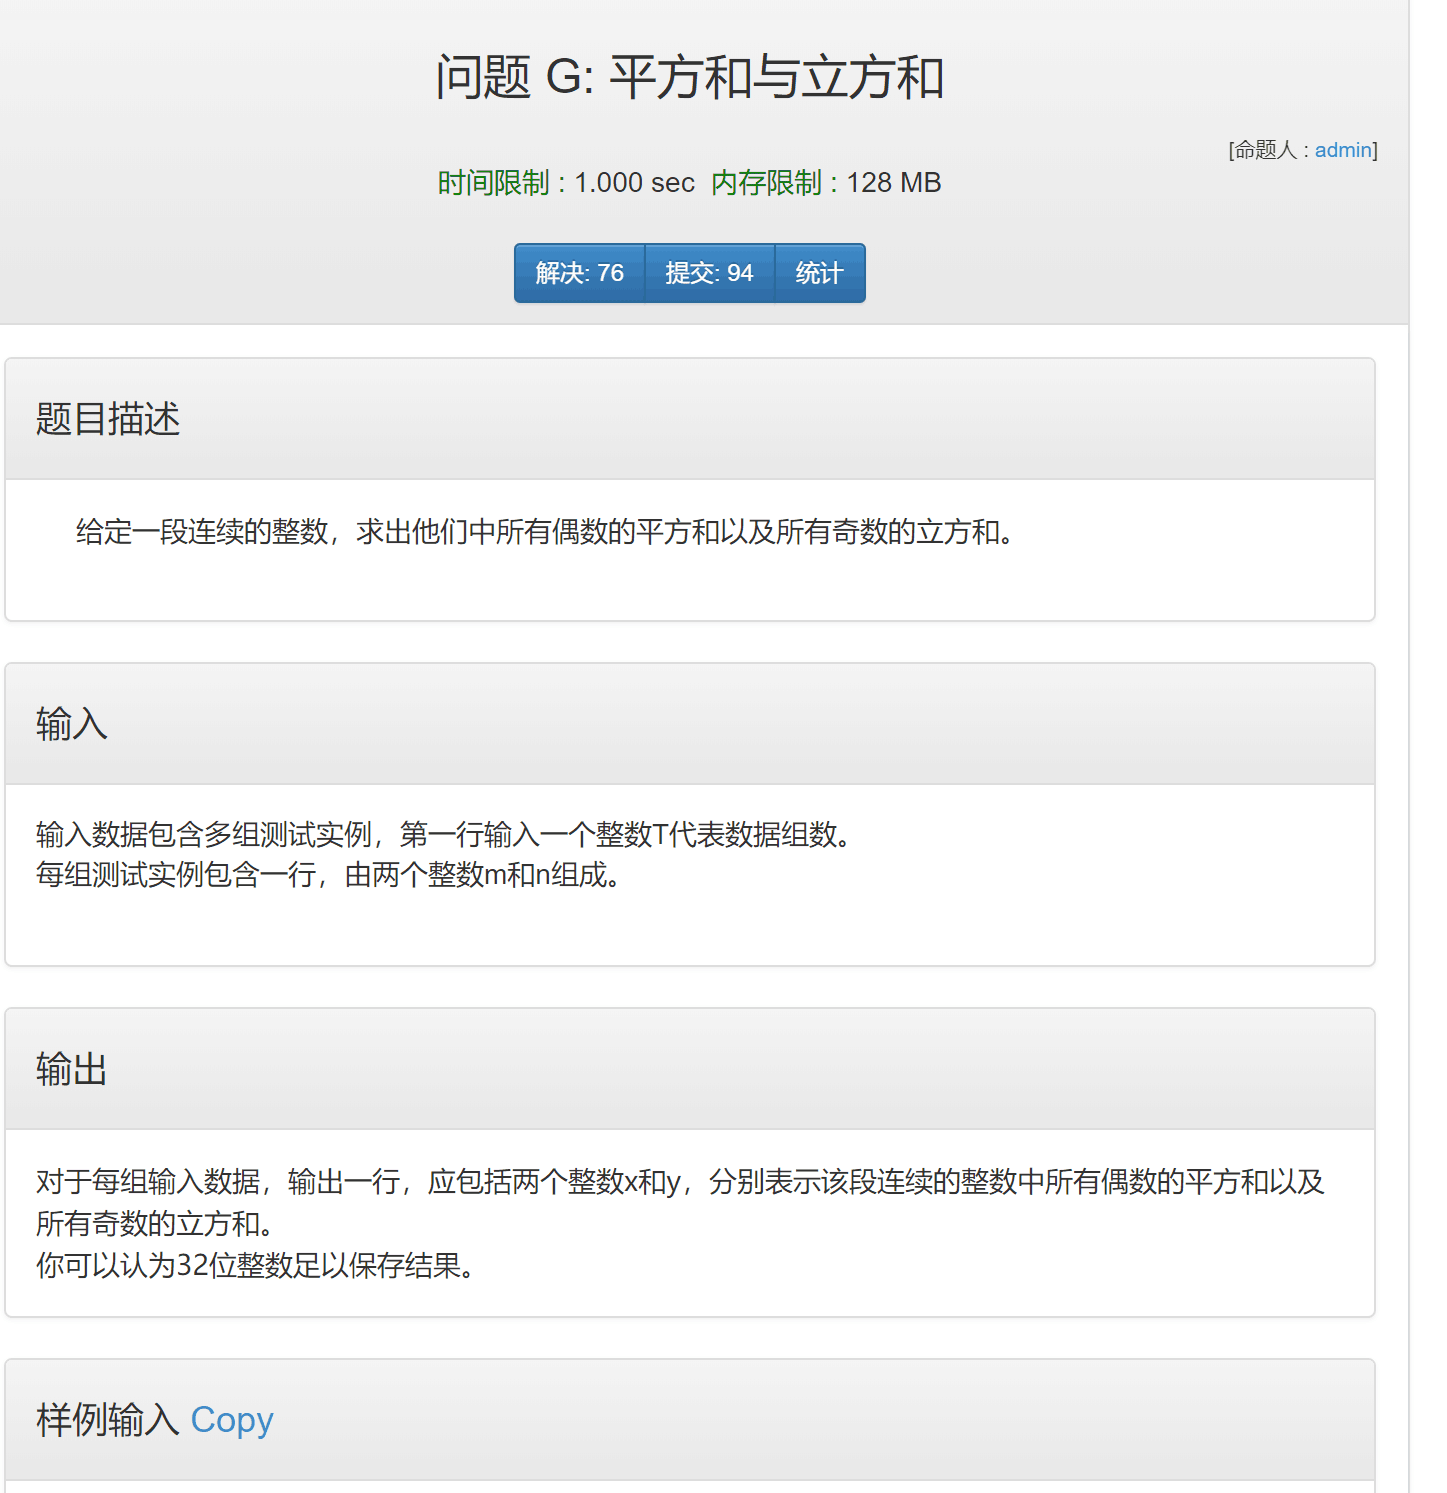 问题 G: 平方和与立方和
[命题人 : admin]
时间限制 : 1.000 sec 内存限制 : 128 MB
解决: 76 提交: 94 统计
题目描述
给定一段连续的整数，求出他们中所有偶数的平方和以及所有奇数的立方和。
输入
输入数据包含多组测试实例，第一行输入一个整数T代表数据组数。
每组测试实例包含一行，由两个整数m和n组成。
输出
对于每组输入数据，输出一行，应包括两个整数x和y，分别表示该段连续的整数中所有偶数的平方和以及
所有奇数的立方和。
你可以认为32位整数足以保存结果。
样例输入 Copy